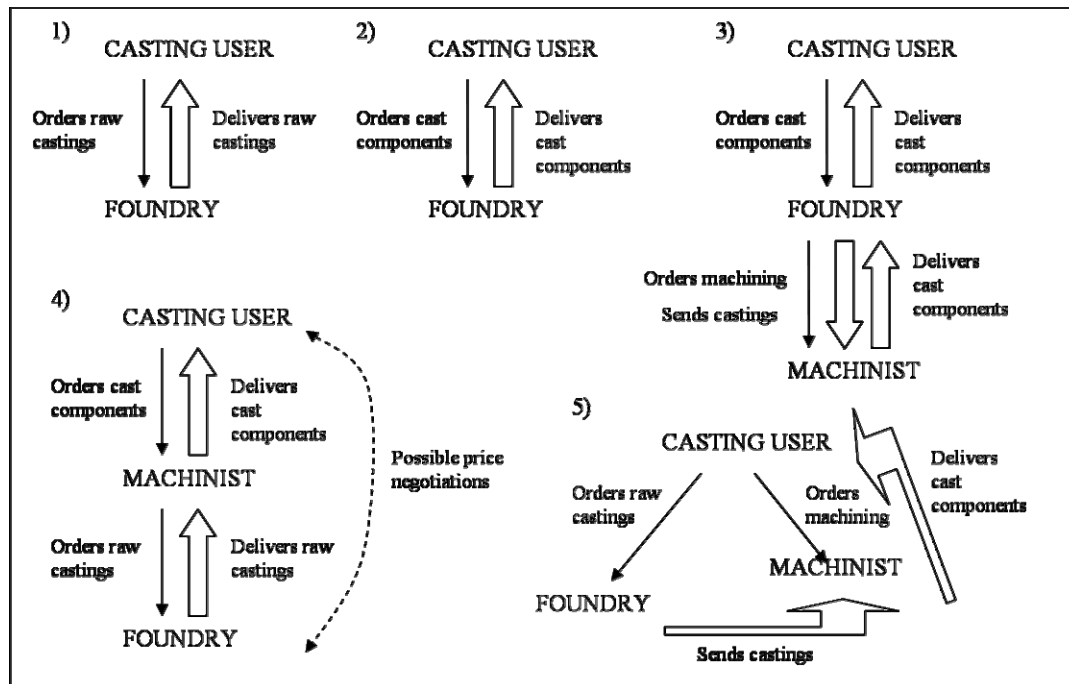 1)
CASTING USER
Orders raw
castings
Delivers raw
castings
FOUNDRY
2)
CASTING USER
Orders cast
components
Delivers
cast
components
FOUNDRY
3)
CASTING USER
Orders cast
components
Delivers
cast
components
FOUNDRY
Orders machining
Sends castings
Delivers
cast
components
MACHINIST
4)
CASTING USER
Orders cast
components
Delivers
cast
components
MACHINIST
Possible price
negotiations
Orders raw
castings
Delivers raw
castings
FOUNDRY
5)
CASTING USER
Orders raw
castings
Orders
machining
Delivers
cast
components
MACHINIST
FOUNDRY
Sends castings